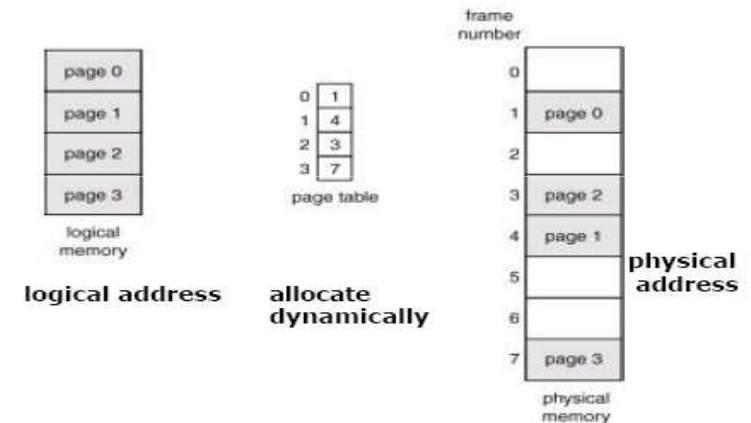 page 0
page 1
page 2
page 3
logical
memory
logical address
0 1
1 4
2 3
3 7
page table
allocate
dynamically
frame
number
0
1 page 0
2
3 page 2
4 page 1
5
6
7 page 3
physical
memory
physical
address